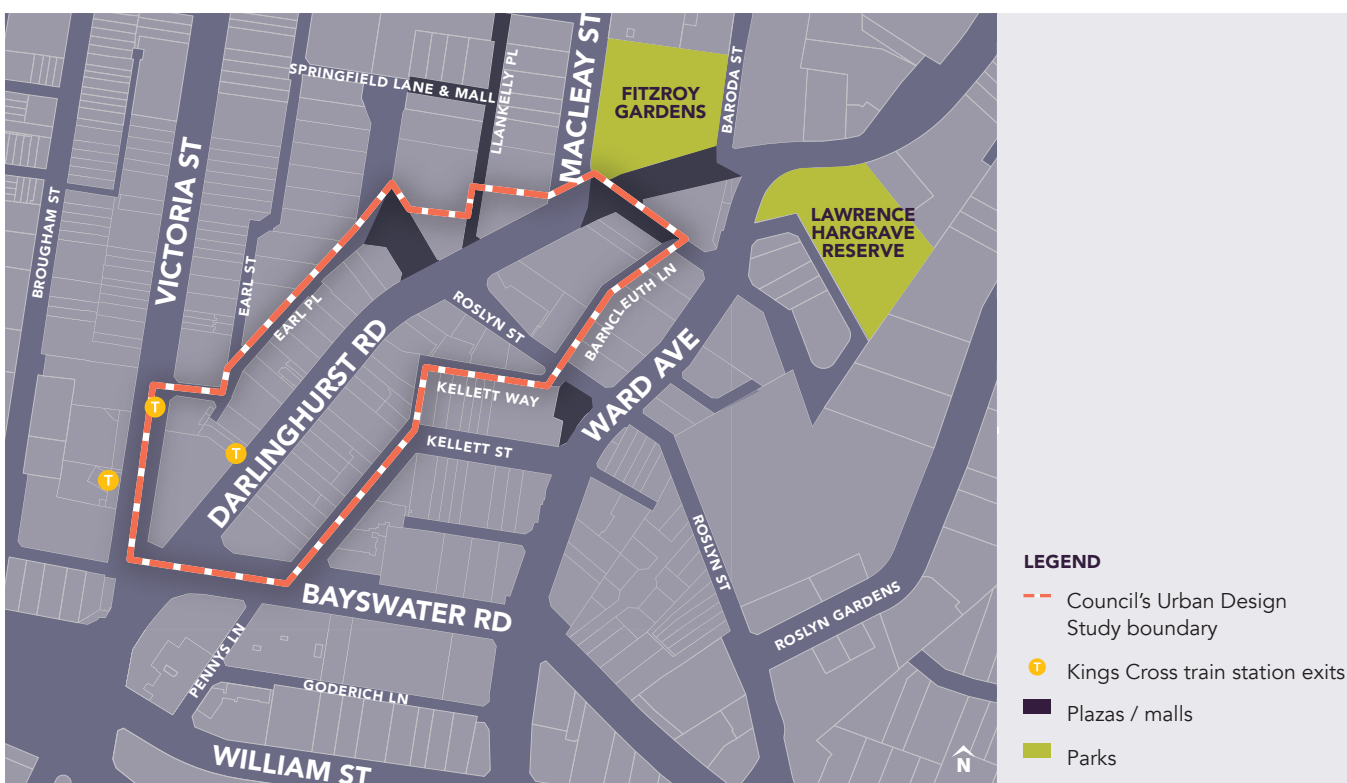 MACLEAY ST
SPRINGFIELD LANE & MALL
LLANKELLY PL
FITZROY
GARDENS
BARODA ST
VICTORIA ST
BROUGHAM ST
LAWRENCE
HARGRAVE
RESERVE
EARL ST
EARL PL
ROSLYN ST
BARNCLEUTH LN
DARLINGHURST RD
WARD AVE
KELLETT WAY
KELLETT ST
T
T
T
ROSLYN ST
BAYSWATER RD
ROSLYN GARDENS
PENNYS LN
GODERICH LN
WILLIAM ST
N
LEGEND
Council's Urban Design
Study boundary
T Kings Cross train station exits
Plazas / malls
Parks